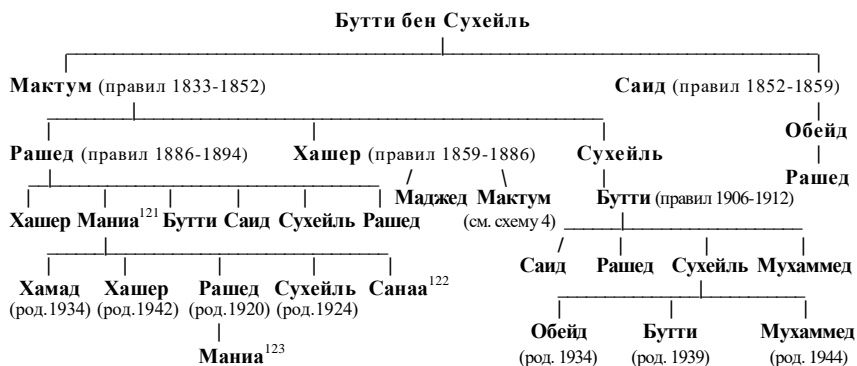 Бутти бен Сухейль
Мактум (правил 1833-1852) Саид (правил 1852-1859)
Обейд
Рашед (правил 1886-1894) Хашер (правил 1859-1886) Сухейль
Рашед
Маджед Мактум Бутти (правил 1906-1912)
Хашер Маниа121 Бутти Саид Сухейль Рашед (см. схему 4)
Саид Рашед Сухейль Мухаммед
Хамад Хашер Рашед Сухейль Санаа122
(род.1934) (род.1942) (род.1920) (род.1924)
Обейд Бутти Мухаммед
Маниа123 (род. 1934) (род. 1939) (род. 1944)